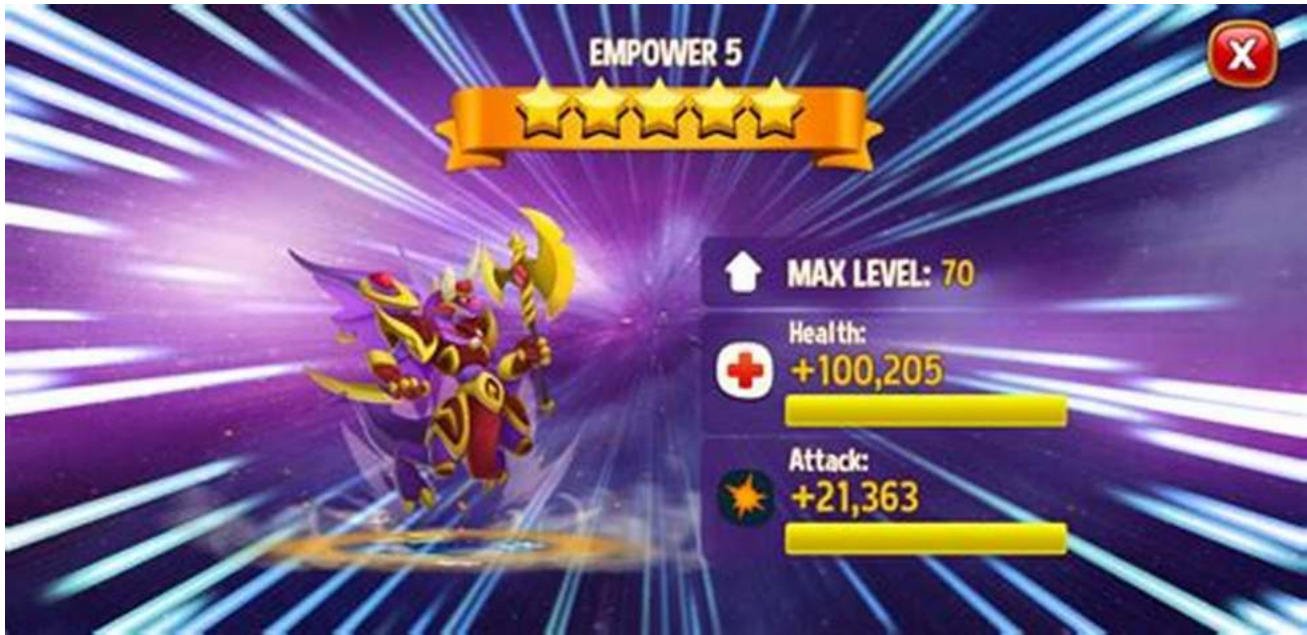 EMPOWER 5
X
MAX LEVEL: 70
Health:
+100,205
Attack:
+21,363